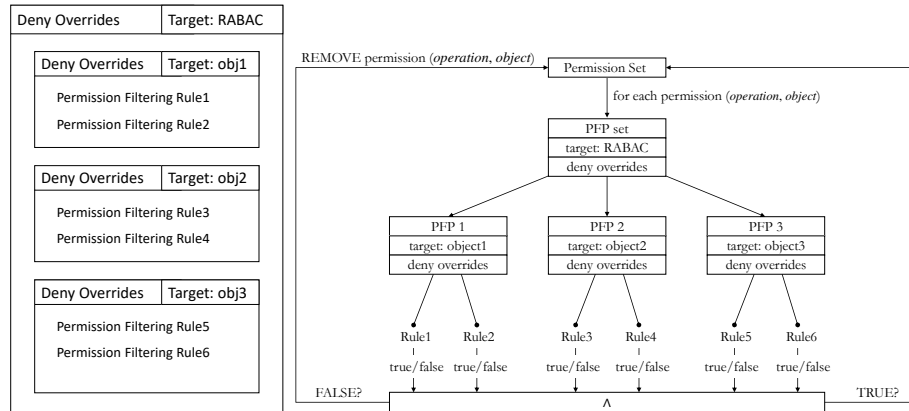 Deny Overrides Target: RABAC
Deny Overrides Target: obj1
Permission Filtering Rule1
Permission Filtering Rule2
Deny Overrides Target: obj2
Permission Filtering Rule3
Permission Filtering Rule4
Deny Overrides Target: obj3
Permission Filtering Rule5
Permission Filtering Rule6
REMOVE permission (operation, object)
Permission Set
for each permission (operation, object)
PFP set
target: RABAC
deny overrides
PFP 1 PFP 2 PFP 3
target: object1 target: object2 target: object3
deny overrides deny overrides deny overrides
Rule1 Rule2 Rule3 Rule4 Rule5 Rule6
true/false true/false true/false true/false true/false true/false
FALSE? TRUE?
^